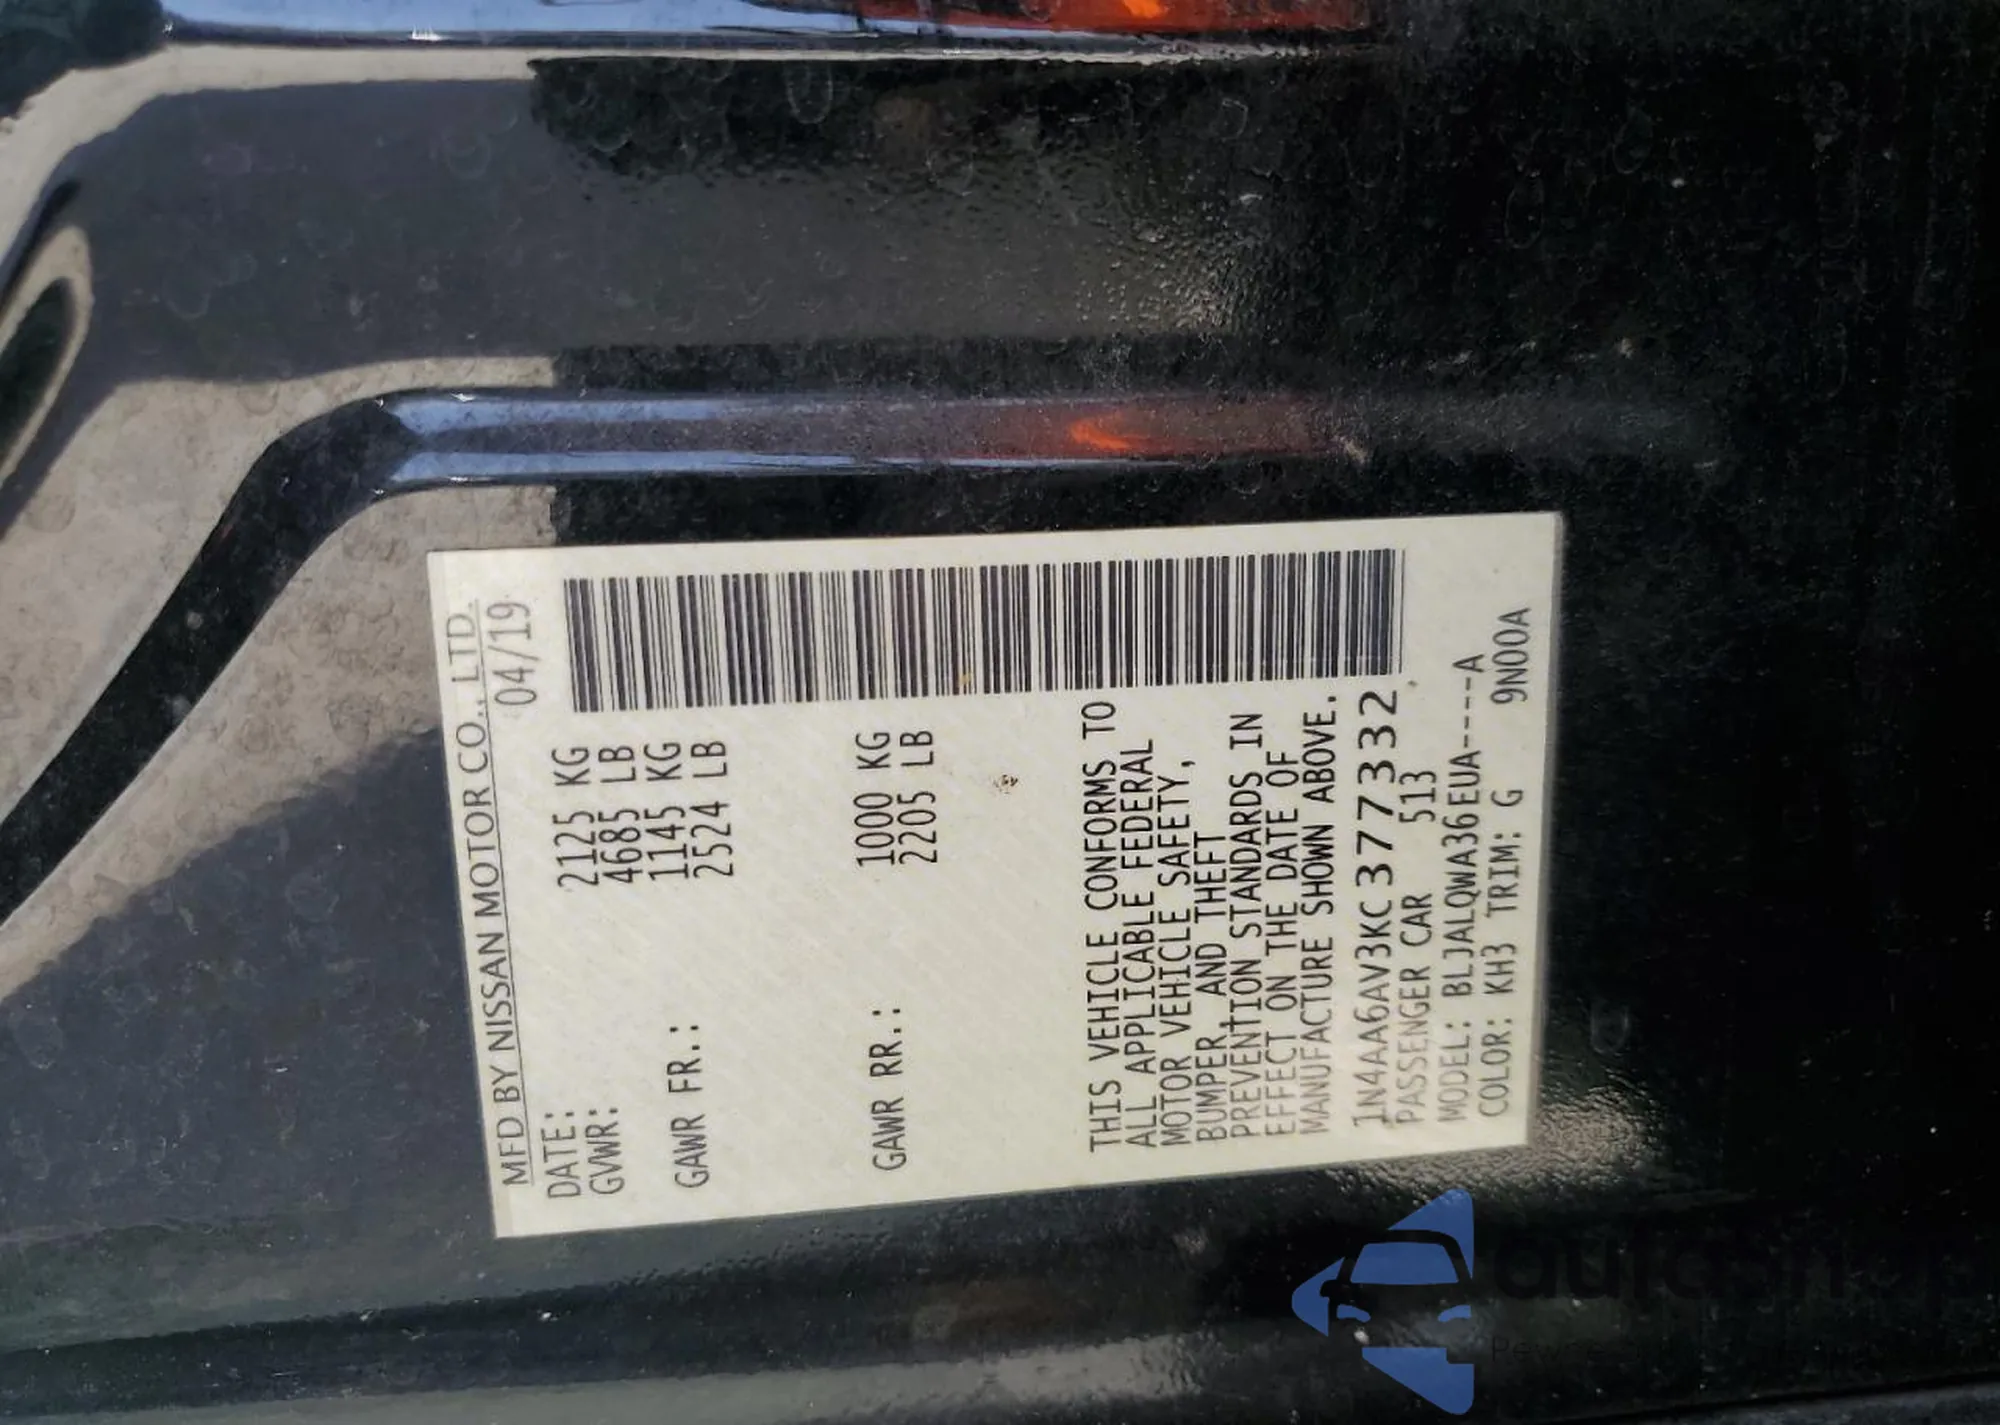 MFD BY NISSAN MOTOR CO., LTD.
DATE: 04/19
GVWR: 2125 KG
4685 LB
GAWR FR.: 1145 KG
2524 LB
GAWR RR.: 1000 KG
2205 LB
THIS VEHICLE CONFORMS TO
ALL APPLICABLE FEDERAL
MOTOR VEHICLE SAFETY,
BUMPER, AND THEFT
PREVENTION STANDARDS IN
EFFECT ON THE DATE OF
MANUFACTURE SHOWN ABOVE.
1N4AA6AV3KC377332
PASSENGER CAR 513
MODEL: BLJALQWA36EUA----A
COLOR: KH3 TRIM: G 9N00A